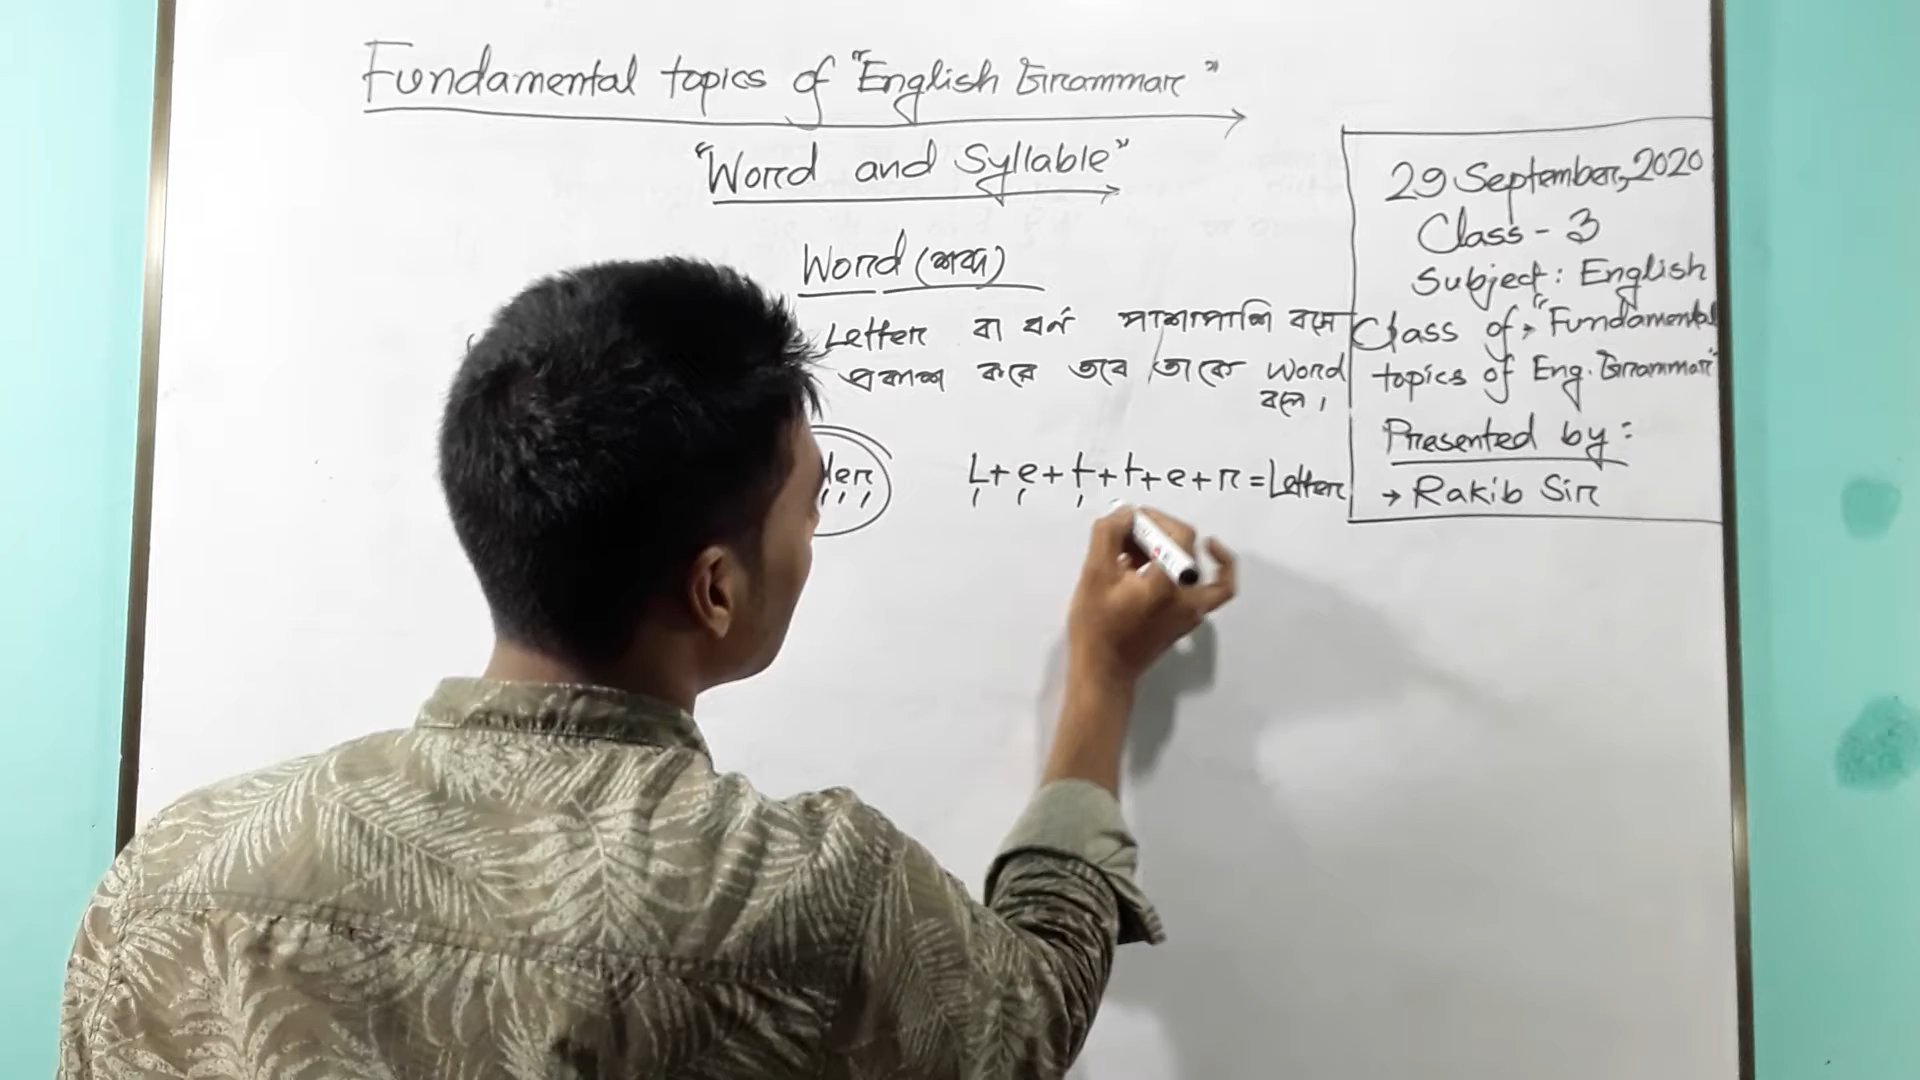 Fundamental topics of "English Grammar"
"Word and Syllable"
Word (শব্দ)
Letter বা বর্ণ পাশাপাশি বসে
প্রকাশ করে তবে তাকে Word
বলে।
L+e+t+t+e+r=Letter
29 September, 2020
Class - 3
Subject: English
Class of → "Fundamental
topics of Eng. Grammar"
Presented by:
→ Rakib Sir